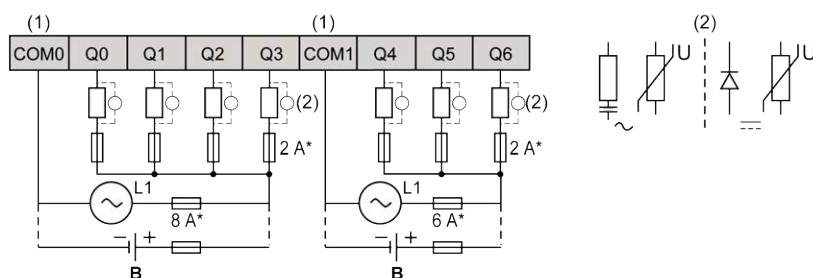 (1) (1) (2)
COM0 Q0 Q1 Q2 Q3 COM1 Q4 Q5 Q6
U U
(2) (2)
2 A* 2 A*
L1 L1
8 A* 6 A*
− + − +
B B